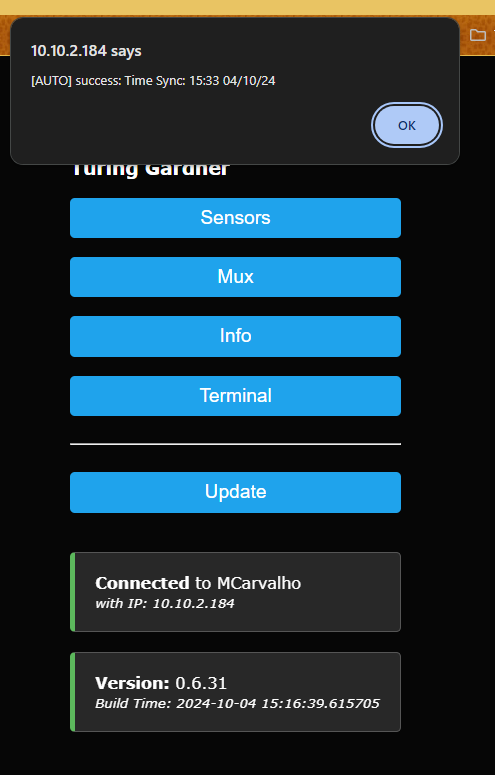 10.10.2.184 says
[AUTO] success: Time Sync: 15:33 04/10/24
OK
Turing Gardner
Sensors
Mux
Info
Terminal
Update
Connected to MCarvalho
with IP: 10.10.2.184
Version: 0.6.31
Build Time: 2024-10-04 15:16:39.615705